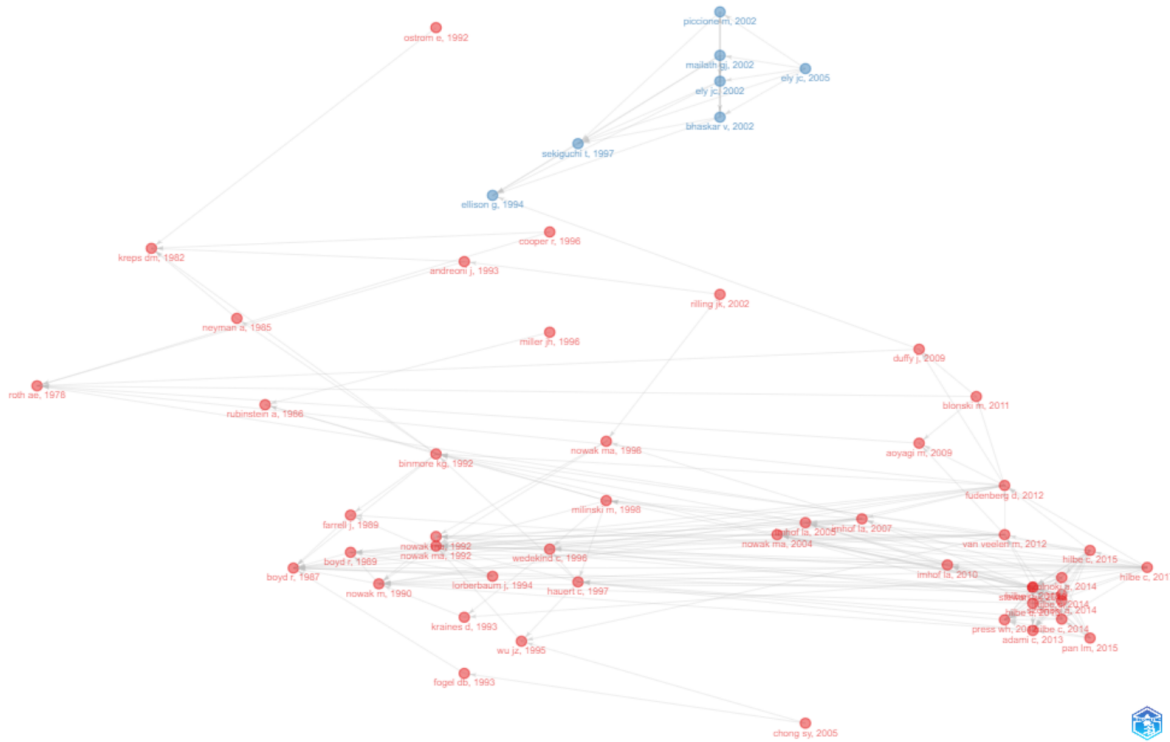 piccione m, 2002
ostrom e, 1992
mailath gj, 2002
ely jc, 2005
ely jc, 2002
bhaskar v, 2002
sekiguchi t, 1997
ellison g, 1994
cooper r, 1996
kreps dm, 1982
andreoni j, 1993
rilling jk, 2002
neyman a, 1985
miller jh, 1996
duffy j, 2009
roth ae, 1978
blonski m, 2011
rubinstein a, 1986
nowak ma, 1998
aoyagi m, 2009
binmore kg, 1992
fudenberg d, 2012
milinski m, 1998
farrell j, 1989
imhof la, 2007
nowak ma, 2004
van veelen m, 2012
nowak ma, 1992
wedekind c, 1996
boyd r, 1989
hilbe c, 2015
imhof la, 2010
boyd r, 1987
lorberbaum j, 1994
hauert c, 1997
nowak m, 1990
kraines d, 1993
adami c, 2013
pan lm, 2015
wu jz, 1995
fogel db, 1993
chong sy, 2005